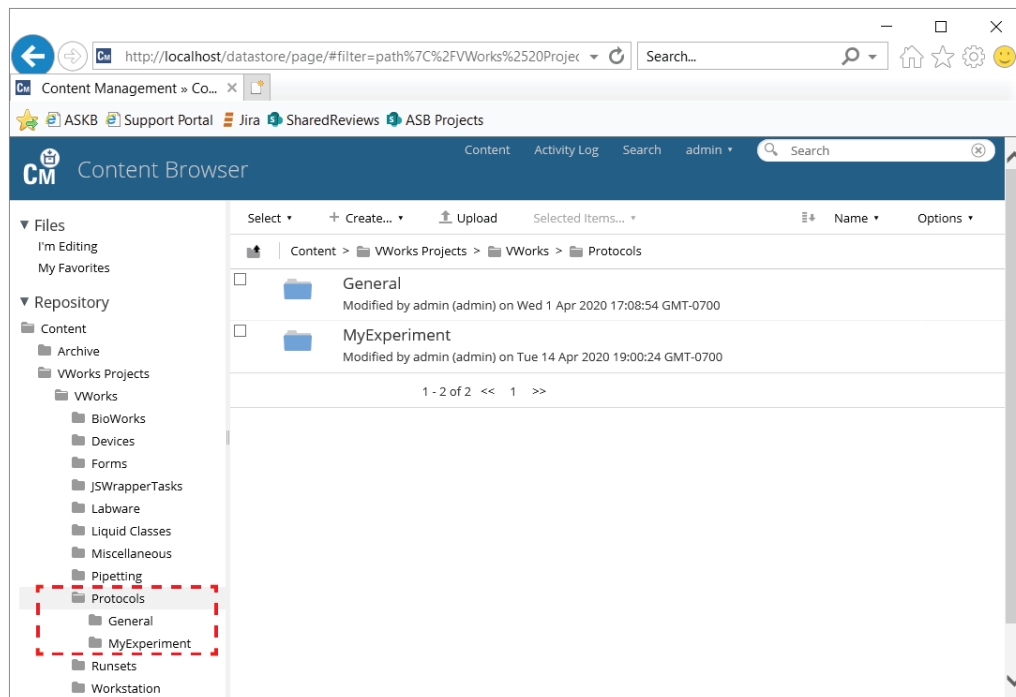 http://localhost/datastore/page/#filter=path%7C%2FVWorks%2520Projec
Search...
CM Content Management » Co...
ASKB Support Portal Jira SharedReviews ASB Projects
Content Activity Log Search admin Search
CM Content Browser
Files
I'm Editing
My Favorites
Repository
Content
Archive
VWorks Projects
VWorks
BioWorks
Devices
Forms
JSWrapperTasks
Labware
Liquid Classes
Miscellaneous
Pipetting
Protocols
General
MyExperiment
Runsets
Workstation
Select + Create... Upload Selected Items... Name Options
Content > VWorks Projects > VWorks > Protocols
General
Modified by admin (admin) on Wed 1 Apr 2020 17:08:54 GMT-0700
MyExperiment
Modified by admin (admin) on Tue 14 Apr 2020 19:00:24 GMT-0700
1 - 2 of 2 << 1 >>